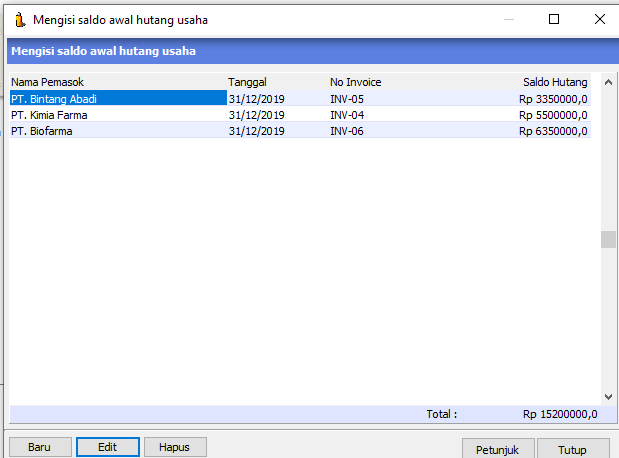 Mengisi saldo awal hutang usaha
Mengisi saldo awal hutang usaha
Nama Pemasok Tanggal No Invoice Saldo Hutang
PT. Bintang Abadi 31/12/2019 INV-05 Rp 3350000,0
PT. Kimia Farma 31/12/2019 INV-04 Rp 5500000,0
PT. Biofarma 31/12/2019 INV-06 Rp 6350000,0
Total : Rp 15200000,0
Baru Edit Hapus Petunjuk Tutup